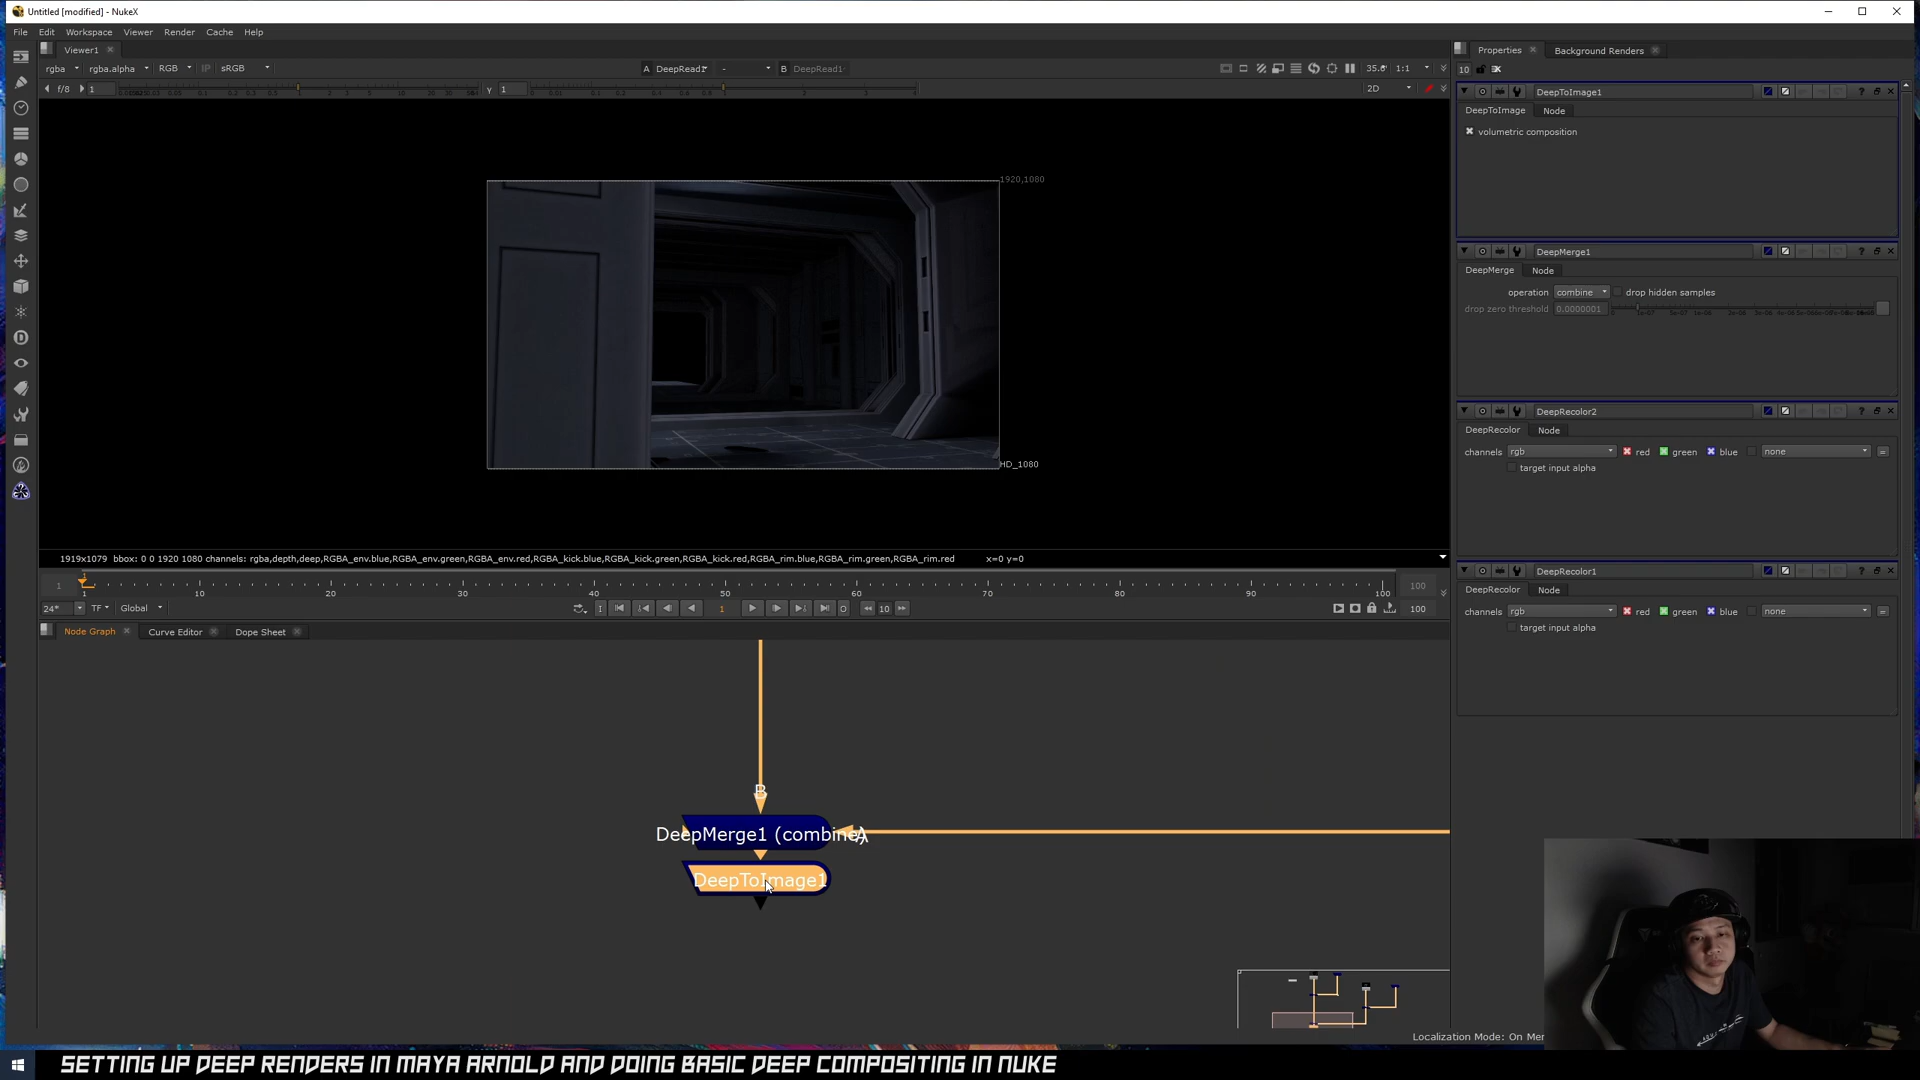 Untitled [modified] - NukeX
File Edit Workspace Viewer Render Cache Help
Viewer1
rgba rgba.alpha RGB IP sRGB A DeepRead1 - B DeepRead1 35.6 1:1
f/8 1 Y 1 2D
1920,1080
HD_1080
1919x1079 bbox: 0 0 1920 1080 channels: rgba,depth,deep,RGBA_env.blue,RGBA_env.green,RGBA_env.red,RGBA_kick.blue,RGBA_kick.green,RGBA_kick.red,RGBA_rim.blue,RGBA_rim.green,RGBA_rim.red x=0 y=0
1 1 10 20 30 40 50 60 70 80 90 100 100
24* TF Global 1 10 100
Node Graph Curve Editor Dope Sheet
B
DeepMerge1 (combine) A
DeepToImage1
Properties Background Renders
10
DeepToImage1
DeepToImage Node
volumetric composition
DeepMerge1
DeepMerge Node
operation combine drop hidden samples
drop zero threshold 0.0000001
DeepRecolor2
DeepRecolor Node
channels rgb red green blue none =
target input alpha
DeepRecolor1
DeepRecolor Node
channels rgb red green blue none =
target input alpha
Localization Mode: On Mem
SETTING UP DEEP RENDERS IN MAYA ARNOLD AND DOING BASIC DEEP COMPOSITING IN NUKE